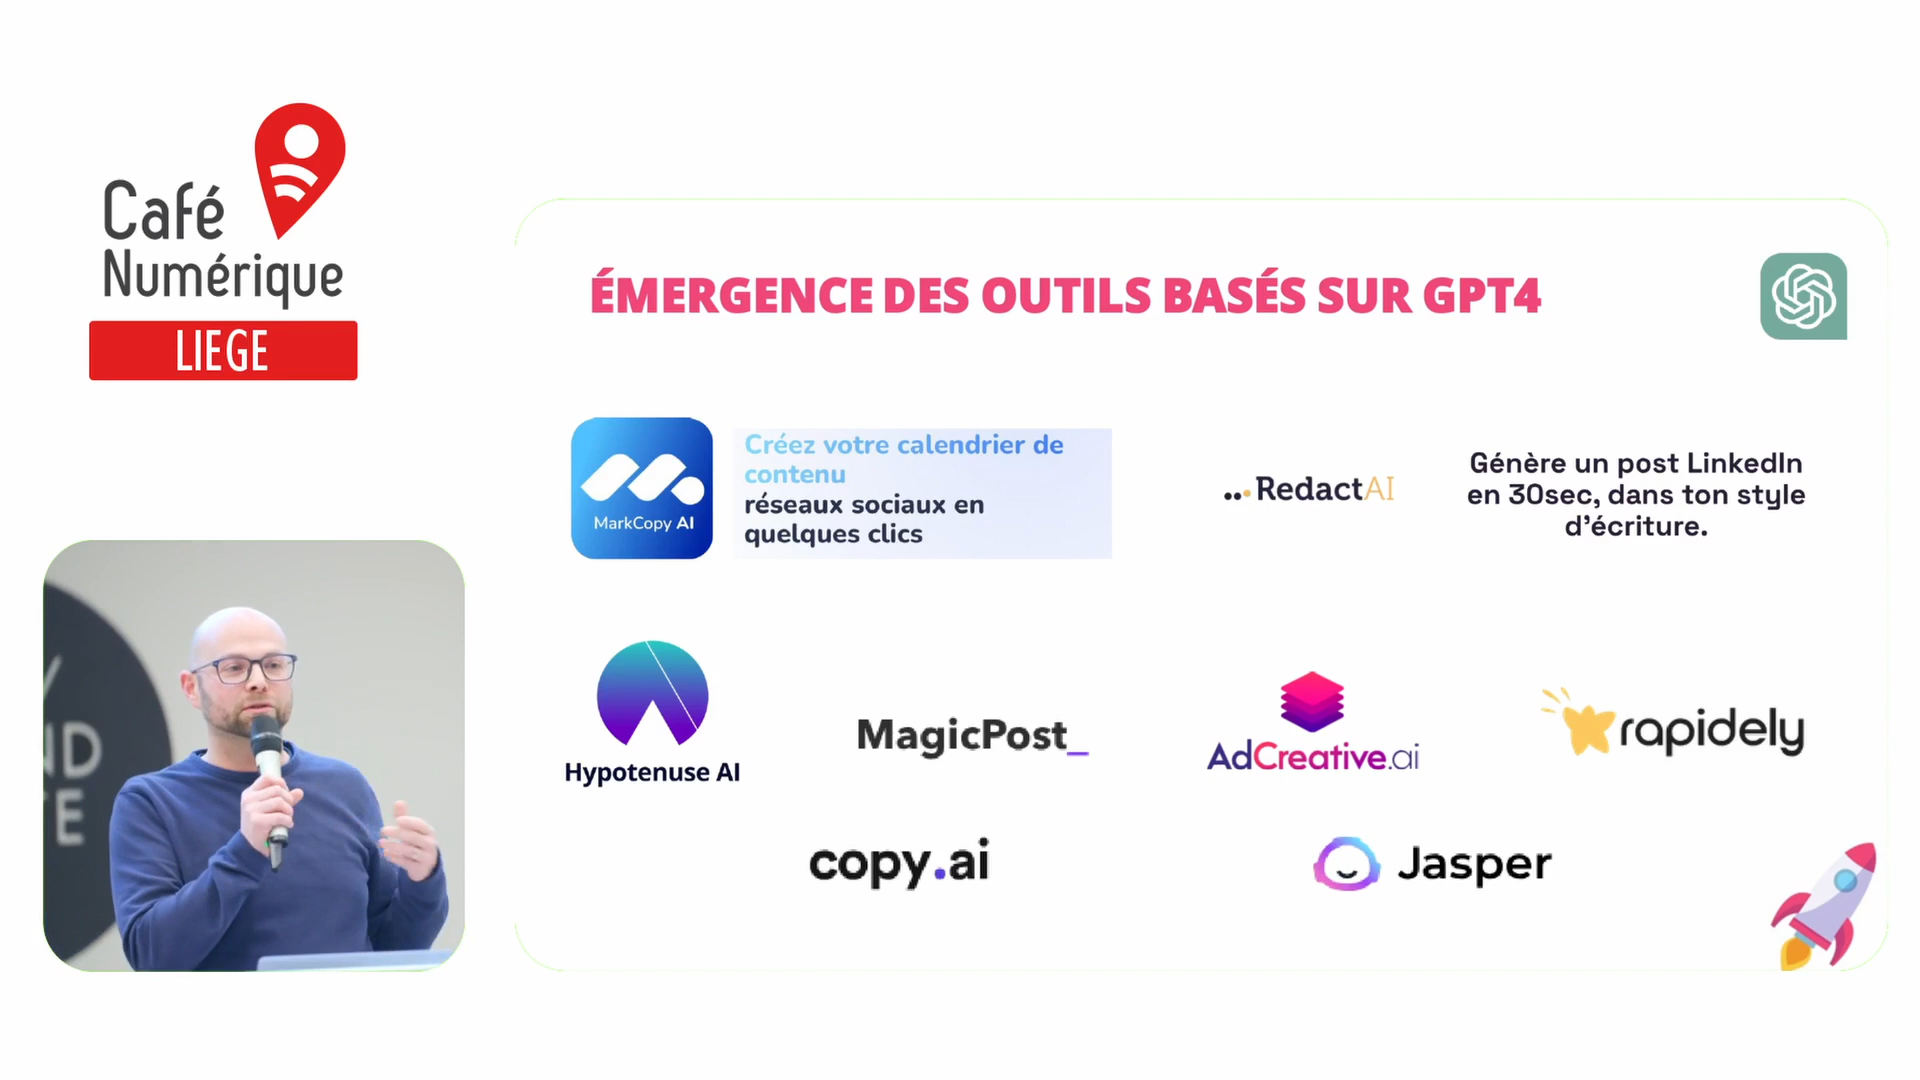 Café
Numérique
LIEGE
ÉMERGENCE DES OUTILS BASÉS SUR GPT4
MarkCopy AI
Créez votre calendrier de
contenu
réseaux sociaux en
quelques clics
RedactAI
Génère un post LinkedIn
en 30sec, dans ton style
d'écriture.
Hypotenuse AI
MagicPost_
AdCreative.ai
rapidely
copy.ai
Jasper